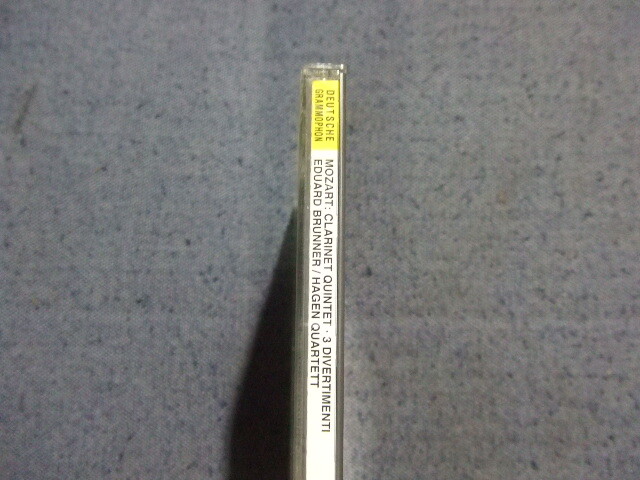 DEUTSCHE
GRAMMOPHON
MOZART: CLARINET QUINTET · 3 DIVERTIMENTI
EDUARD BRUNNER / HAGEN QUARTETT